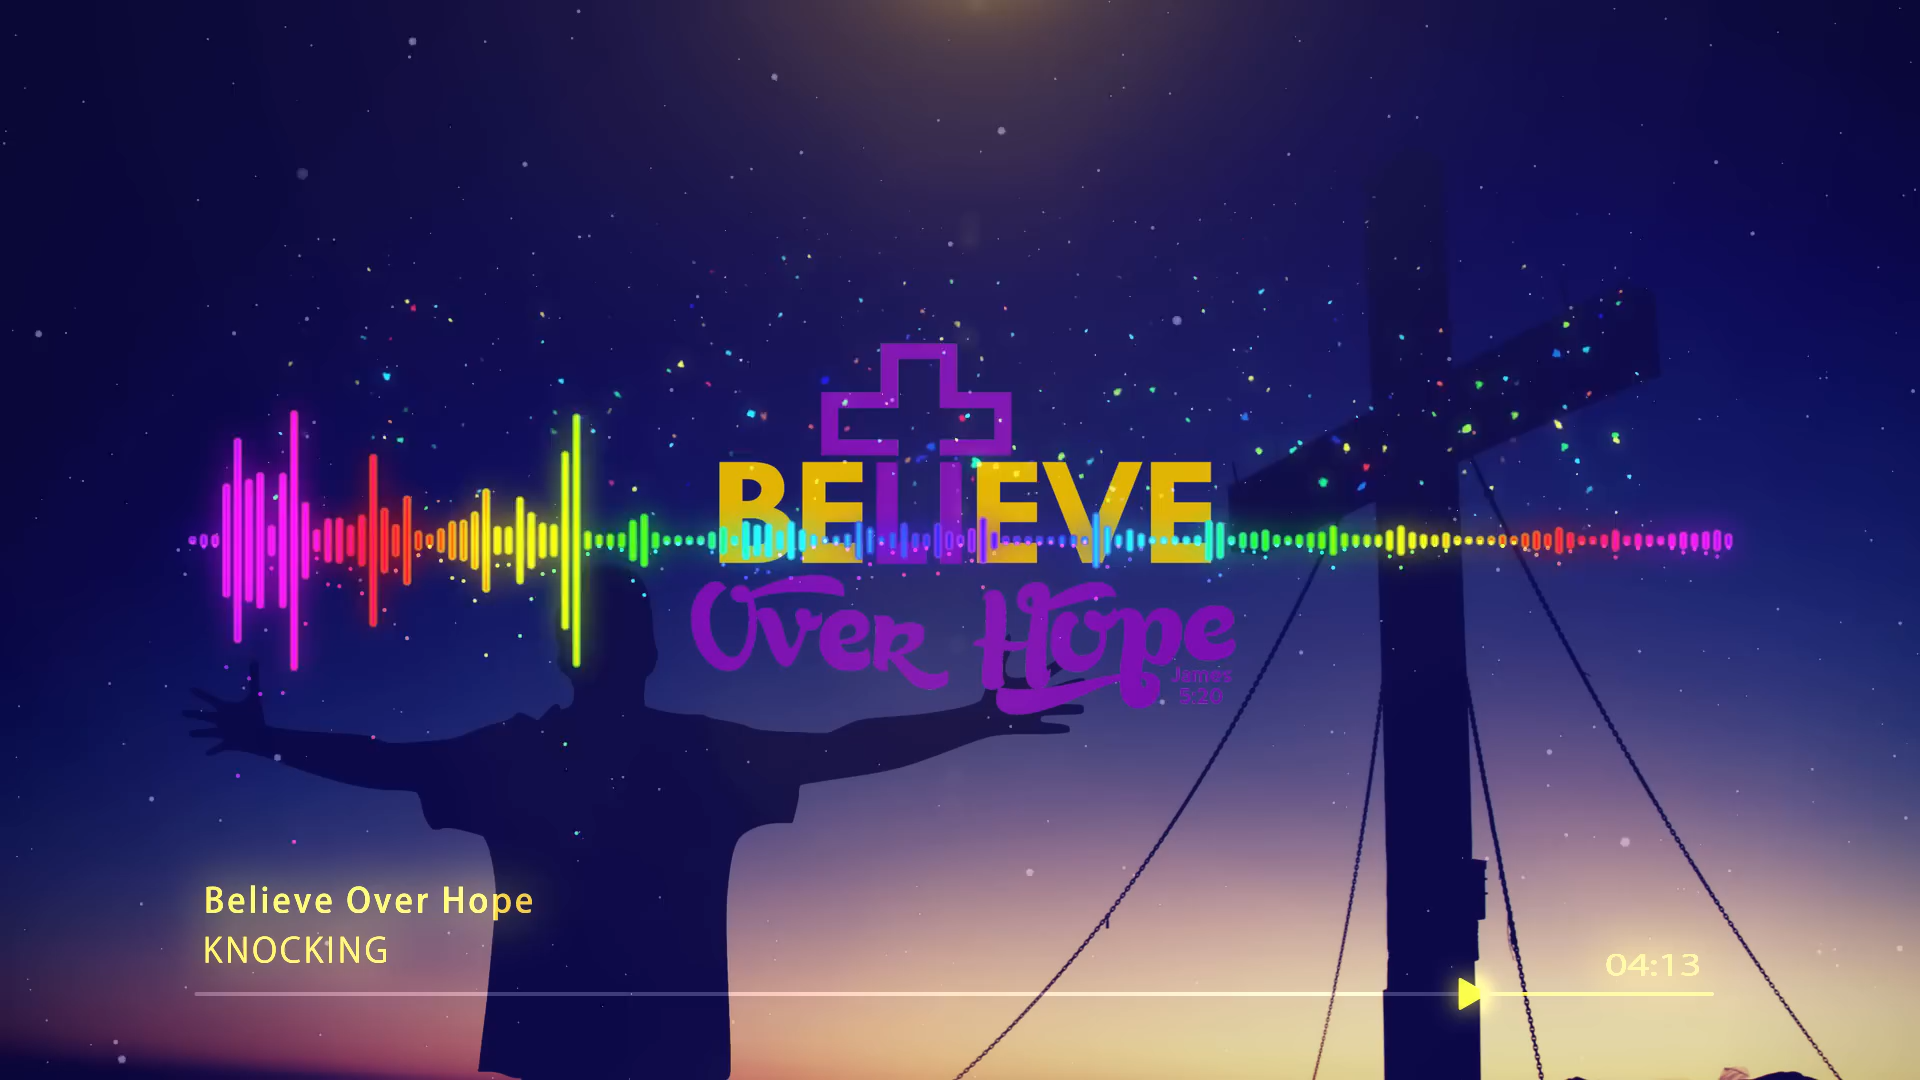 BELIEVE
Over Hope
James
5:20
Believe Over Hope
KNOCKING
04:13